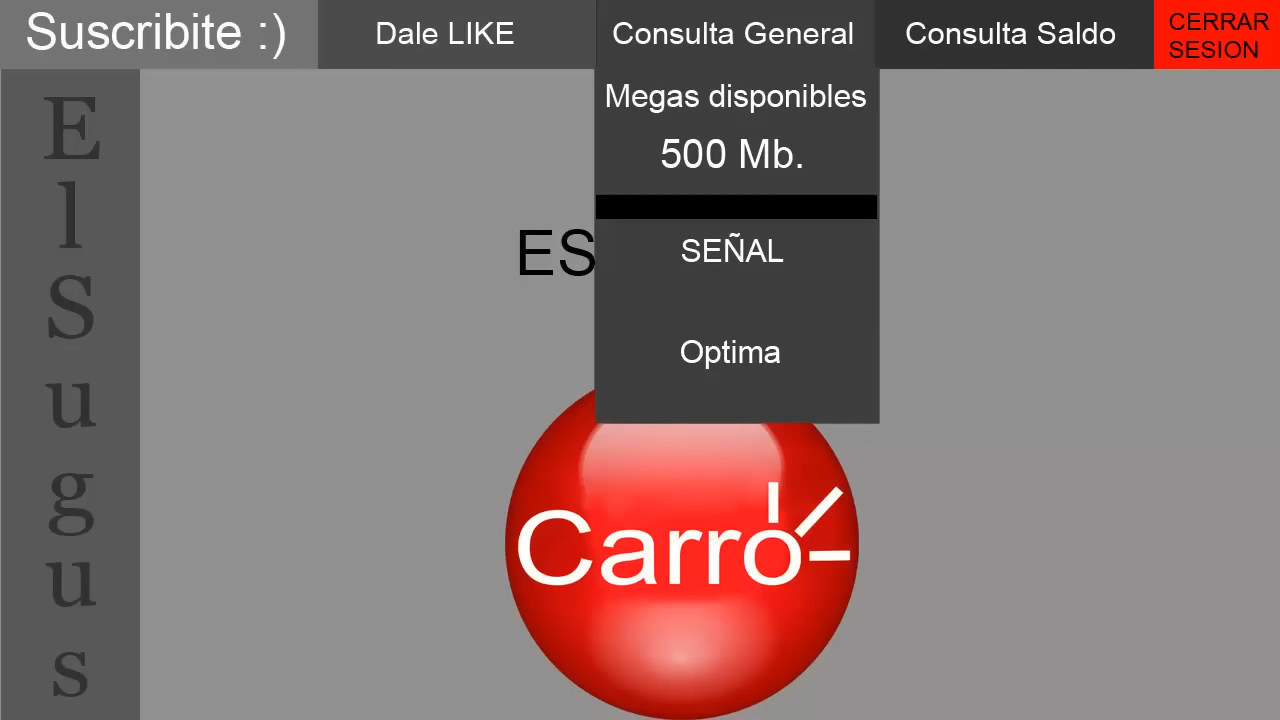 Suscribite :)
Dale LIKE
Consulta General
Consulta Saldo
CERRAR
SESION
Megas disponibles
500 Mb.
SEÑAL
Optima
ES
Carro
E
l
S
u
g
u
s